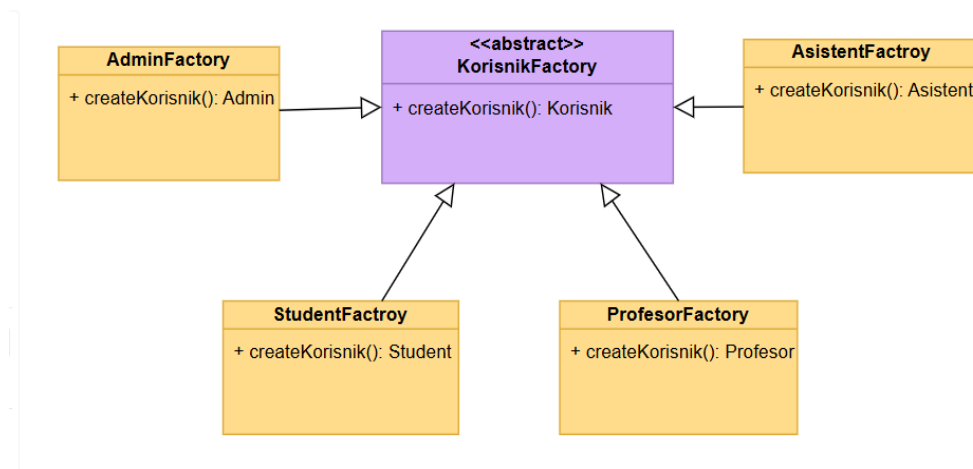 AdminFactory
+ createKorisnik(): Admin
<<abstract>>
KorisnikFactory
+ createKorisnik(): Korisnik
AsistentFactroy
+ createKorisnik(): Asistent
StudentFactroy
+ createKorisnik(): Student
ProfesorFactory
+ createKorisnik(): Profesor